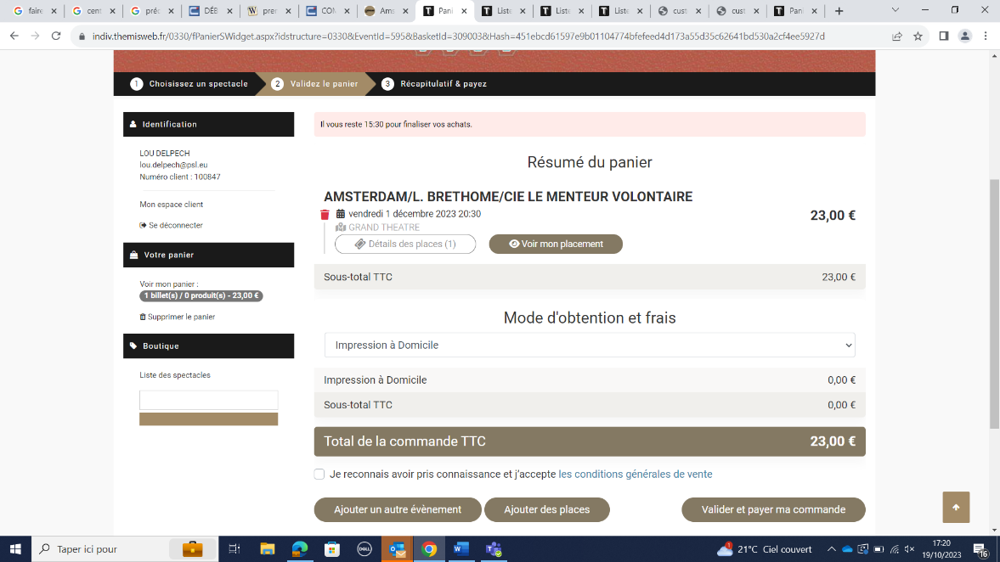 faire
cent
préc
DÉB
prer
CON
Ams
Pani
Liste
Liste
Liste
cust
cust
Pani
indiv.themisweb.fr/0330/fPanierSWidget.aspx?idstructure=0330&EventId=595&BasketId=309003&Hash=451ebcd61597e9b01104774bfefeed4d173a55d35c62641bd530a2cf4ee5927d
1 Choisissez un spectacle
2 Validez le panier
3 Récapitulatif & payez
Identification
LOU DELPECH
lou.delpech@psl.eu
Numéro client : 100847
Mon espace client
Se déconnecter
Votre panier
Voir mon panier :
1 billet(s) / 0 produit(s) - 23,00 €
Supprimer le panier
Boutique
Liste des spectacles
Il vous reste 15:30 pour finaliser vos achats.
Résumé du panier
AMSTERDAM/L. BRETHOME/CIE LE MENTEUR VOLONTAIRE
vendredi 1 décembre 2023 20:30
23,00 €
GRAND THEATRE
Détails des places (1)
Voir mon placement
Sous-total TTC 23,00 €
Mode d'obtention et frais
Impression à Domicile
Impression à Domicile 0,00 €
Sous-total TTC 0,00 €
Total de la commande TTC 23,00 €
Je reconnais avoir pris connaissance et j'accepte les conditions générales de vente
Ajouter un autre évènement
Ajouter des places
Valider et payer ma commande
Taper ici pour
DELL
1
21°C Ciel couvert
17:20
19/10/2023
16